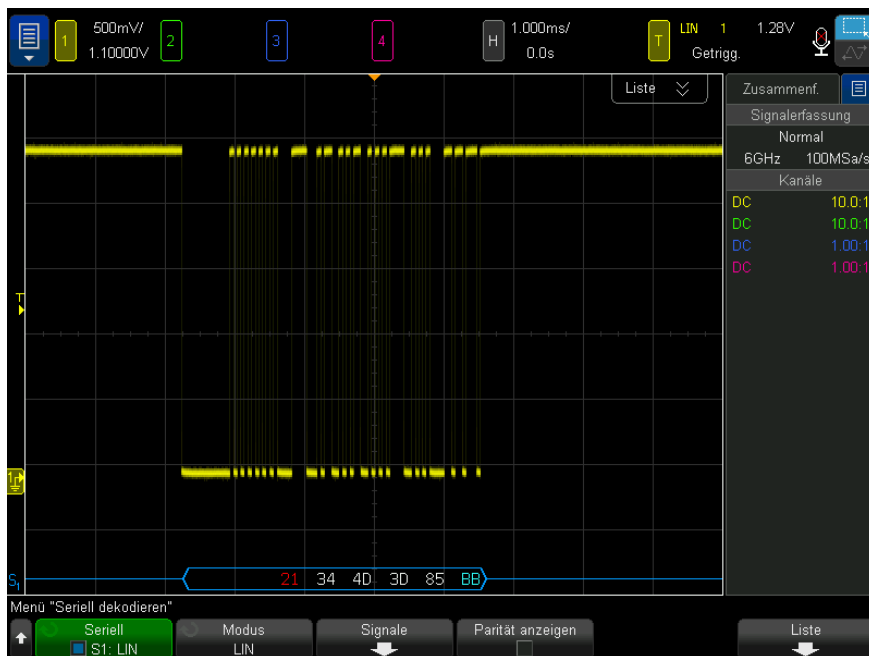 1 500mV/ 1.10000V
2
3
4
H 1.000ms/ 0.0s
T LIN 1 1.28V
Getrigg.
Liste
Zusammenf.
Signalerfassung
Normal
6GHz 100MSa/s
Kanäle
DC 10.0:1
DC 10.0:1
DC 1.00:1
DC 1.00:1
T
1
S1
21 34 4D 3D 85 BB
Menü "Seriell dekodieren"
Seriell
S1: LIN
Modus
LIN
Signale
Parität anzeigen
Liste